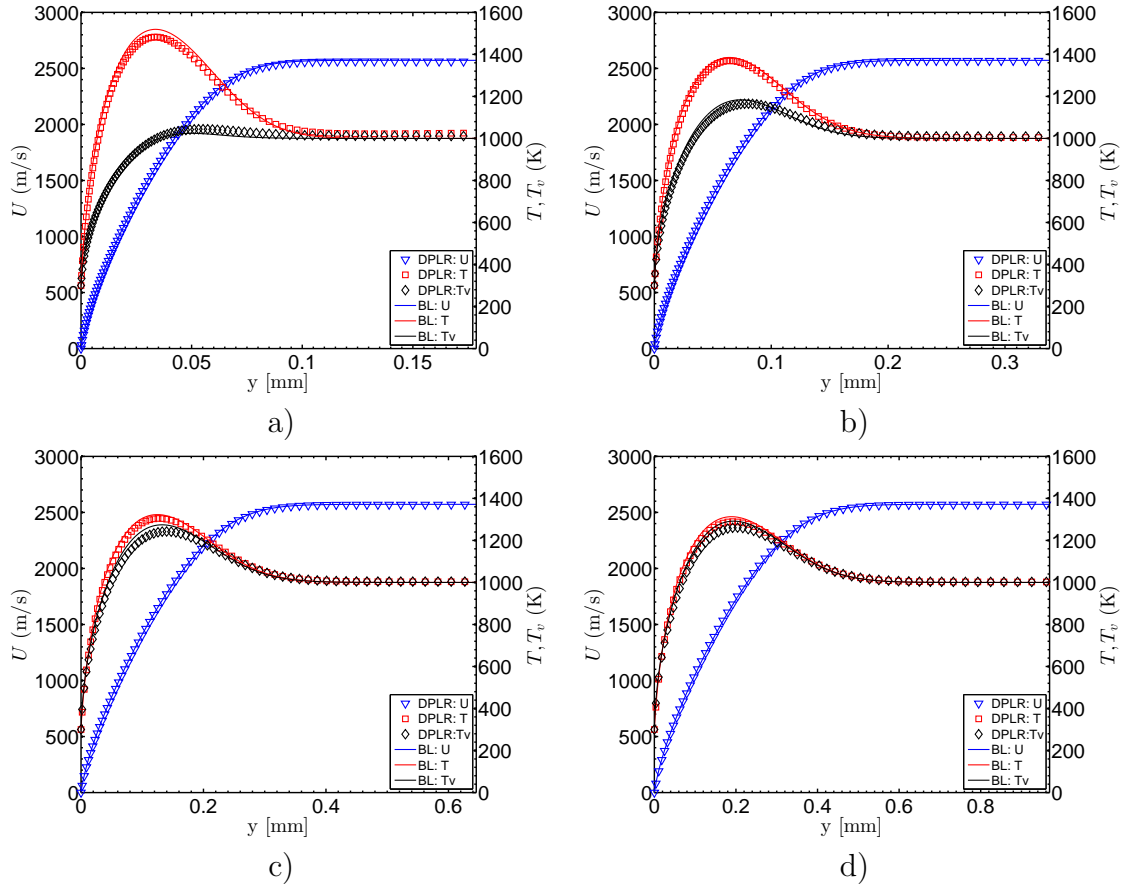 3000
2500
2000
1500
1000
500
0
U (m/s)
1600
1400
1200
1000
800
600
400
200
0
T, T_v (K)
DPLR: U
DPLR: T
DPLR:Tv
BL: U
BL: T
BL: Tv
0 0.05 0.1 0.15
y [mm]
a)
3000
2500
2000
1500
1000
500
0
U (m/s)
1600
1400
1200
1000
800
600
400
200
0
T, T_v (K)
DPLR: U
DPLR: T
DPLR:Tv
BL: U
BL: T
BL: Tv
0 0.1 0.2 0.3
y [mm]
b)
3000
2500
2000
1500
1000
500
0
U (m/s)
1600
1400
1200
1000
800
600
400
200
0
T, T_v (K)
DPLR: U
DPLR: T
DPLR:Tv
BL: U
BL: T
BL: Tv
0 0.2 0.4 0.6
y [mm]
c)
3000
2500
2000
1500
1000
500
0
U (m/s)
1600
1400
1200
1000
800
600
400
200
0
T, T_v (K)
DPLR: U
DPLR: T
DPLR:Tv
BL: U
BL: T
BL: Tv
0 0.2 0.4 0.6 0.8
y [mm]
d)